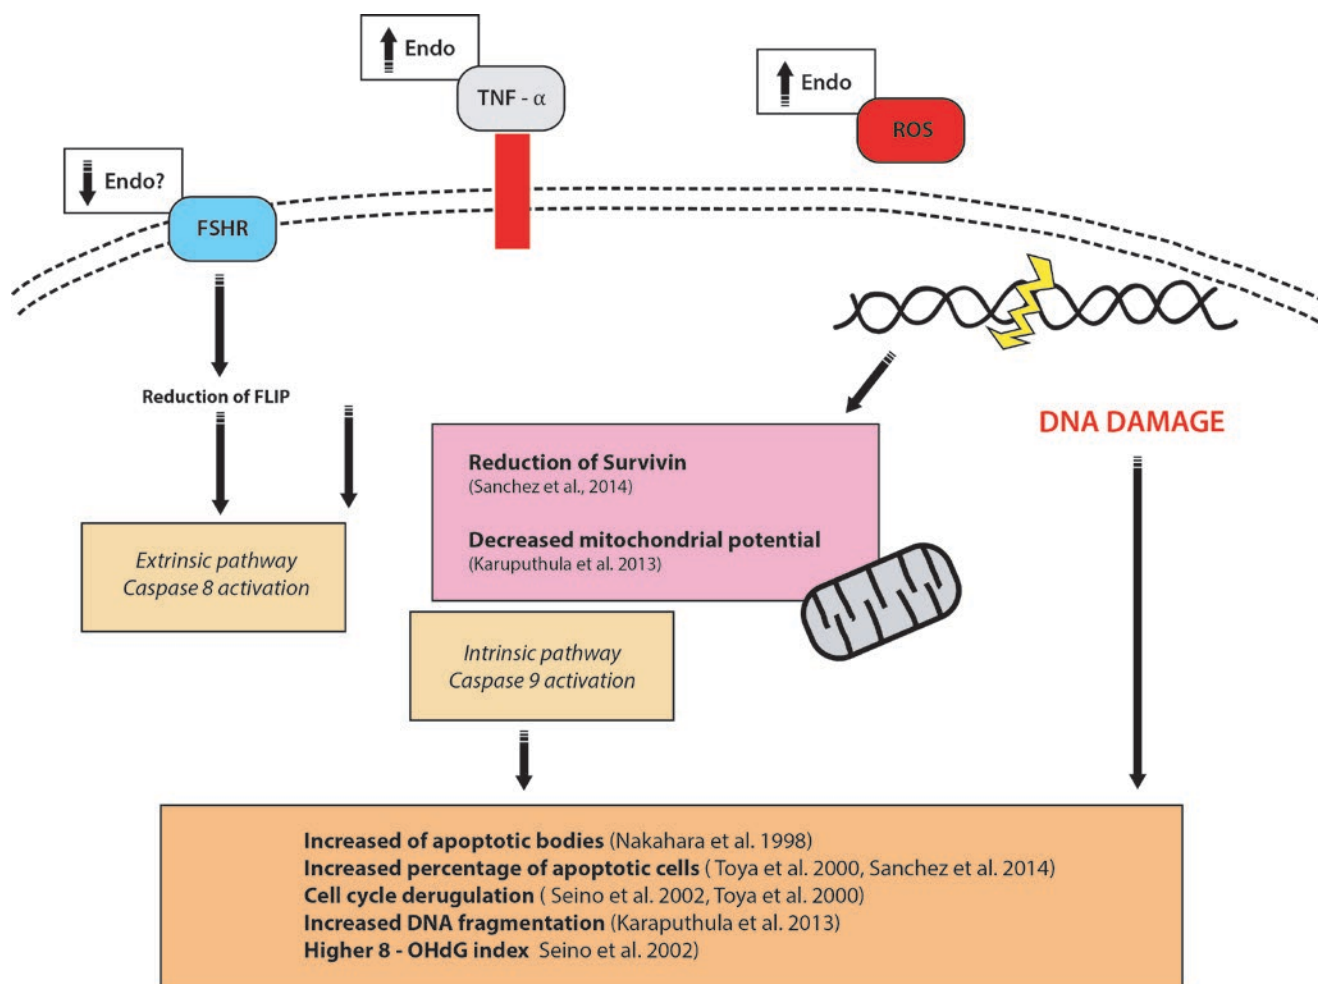 Endo
TNF - α
Endo
ROS
Endo?
FSHR
Reduction of FLIP
DNA DAMAGE
Reduction of Survivin
(Sanchez et al., 2014)
Decreased mitochondrial potential
(Karuputhula et al. 2013)
Extrinsic pathway
Caspase 8 activation
Intrinsic pathway
Caspase 9 activation
Increased of apoptotic bodies (Nakahara et al. 1998)
Increased percentage of apoptotic cells ( Toya et al. 2000, Sanchez et al. 2014)
Cell cycle derugulation ( Seino et al. 2002, Toya et al. 2000)
Increased DNA fragmentation (Karaputhula et al. 2013)
Higher 8 - OHdG index Seino et al. 2002)